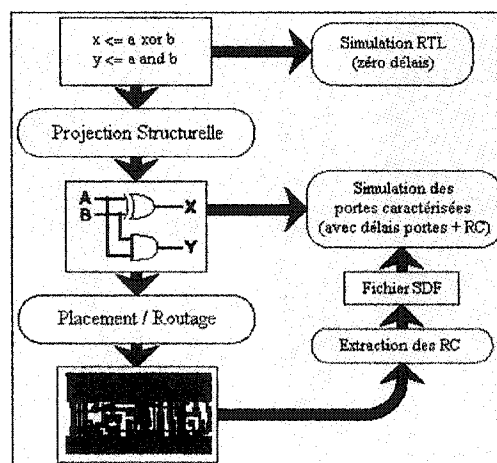 x <= a xor b
y <= a and b
Simulation RTL
(zéro délais)
Projection Structurelle
A
B
X
Y
Simulation des
portes caractérisées
(avec délais portes + RC)
Fichier SDF
Placement / Routage
Extraction des RC